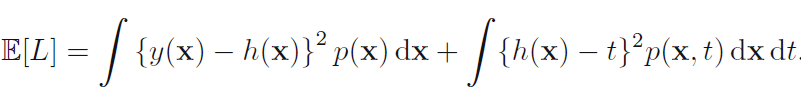 𝔼[L] = ∫ {y(𝐱) − h(𝐱)}² p(𝐱) d𝐱 + ∫ {h(𝐱) − t}² p(𝐱, t) d𝐱 dt.